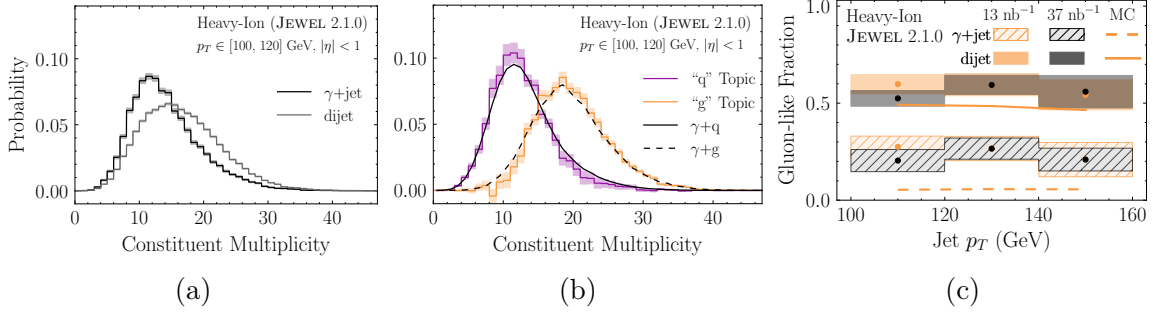 Heavy-Ion (JEWEL 2.1.0)
pT ∈ [100, 120] GeV, |η| < 1
γ+jet
dijet
Probability
0.10
0.05
0.00
0 10 20 30 40
Constituent Multiplicity
(a)
Heavy-Ion (JEWEL 2.1.0)
pT ∈ [100, 120] GeV, |η| < 1
“q” Topic
“g” Topic
γ+q
γ+g
0.10
0.05
0.00
0 10 20 30 40
Constituent Multiplicity
(b)
Heavy-Ion 13 nb⁻¹ 37 nb⁻¹ MC
JEWEL 2.1.0 γ+jet
dijet
Gluon-like Fraction
1.0
0.5
0.0
100 120 140 160
Jet pT (GeV)
(c)